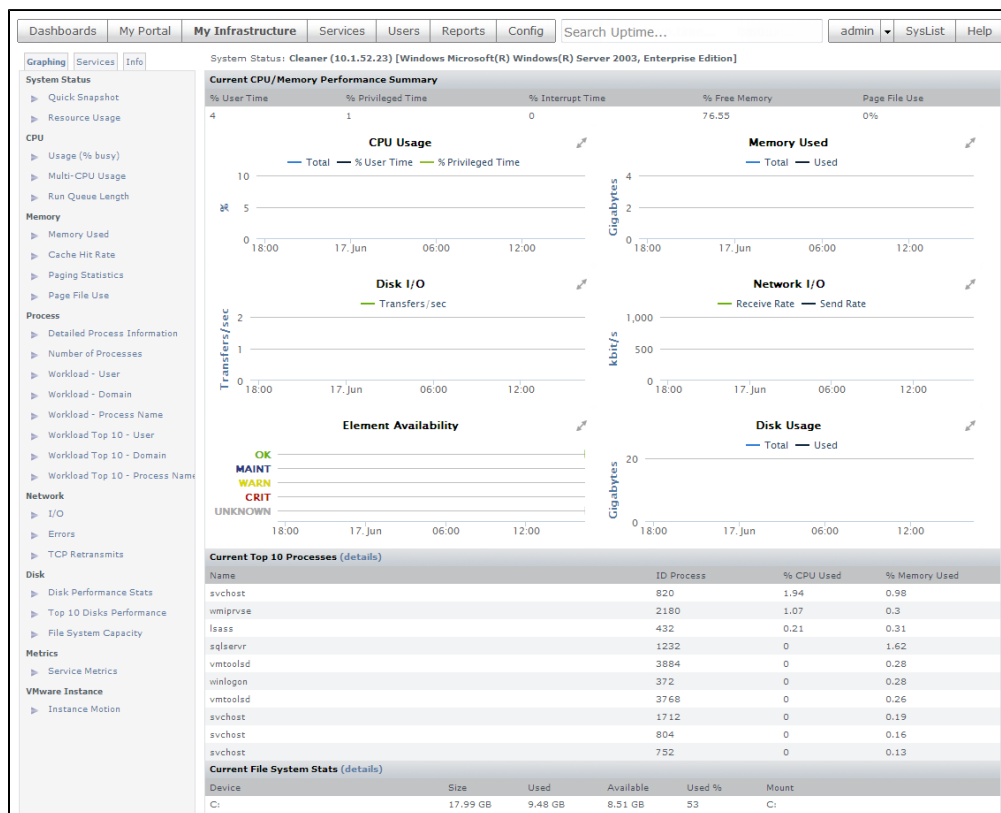 Dashboards My Portal My Infrastructure Services Users Reports Config Search Uptime... admin SysList Help
Graphing Services Info
System Status
Quick Snapshot
Resource Usage
CPU
Usage (% busy)
Multi-CPU Usage
Run Queue Length
Memory
Memory Used
Cache Hit Rate
Paging Statistics
Page File Use
Process
Detailed Process Information
Number of Processes
Workload - User
Workload - Domain
Workload - Process Name
Workload Top 10 - User
Workload Top 10 - Domain
Workload Top 10 - Process Name
Network
I/O
Errors
TCP Retransmits
Disk
Disk Performance Stats
Top 10 Disks Performance
File System Capacity
Metrics
Service Metrics
VMware Instance
Instance Motion
System Status: Cleaner (10.1.52.23) [Windows Microsoft(R) Windows(R) Server 2003, Enterprise Edition]
Current CPU/Memory Performance Summary
% User Time % Privileged Time % Interrupt Time % Free Memory Page File Use
4 1 0 76.55 0%
CPU Usage
Total % User Time % Privileged Time
10
5
0
%
18:00 17. Jun 06:00 12:00
Memory Used
Total Used
4
2
0
Gigabytes
18:00 17. Jun 06:00 12:00
Disk I/O
Transfers/sec
2
1
0
Transfers/sec
18:00 17. Jun 06:00 12:00
Network I/O
Receive Rate Send Rate
1,000
500
0
kbit/s
18:00 17. Jun 06:00 12:00
Element Availability
OK
MAINT
WARN
CRIT
UNKNOWN
18:00 17. Jun 06:00 12:00
Disk Usage
Total Used
20
0
Gigabytes
18:00 17. Jun 06:00 12:00
Current Top 10 Processes (details)
Name ID Process % CPU Used % Memory Used
svchost 820 1.94 0.98
wmiprvse 2180 1.07 0.3
lsass 432 0.21 0.31
sqlservr 1232 0 1.62
vmtoolsd 3884 0 0.28
winlogon 372 0 0.28
vmtoolsd 3768 0 0.26
svchost 1712 0 0.19
svchost 804 0 0.16
svchost 752 0 0.13
Current File System Stats (details)
Device Size Used Available Used % Mount
C: 17.99 GB 9.48 GB 8.51 GB 53 C: